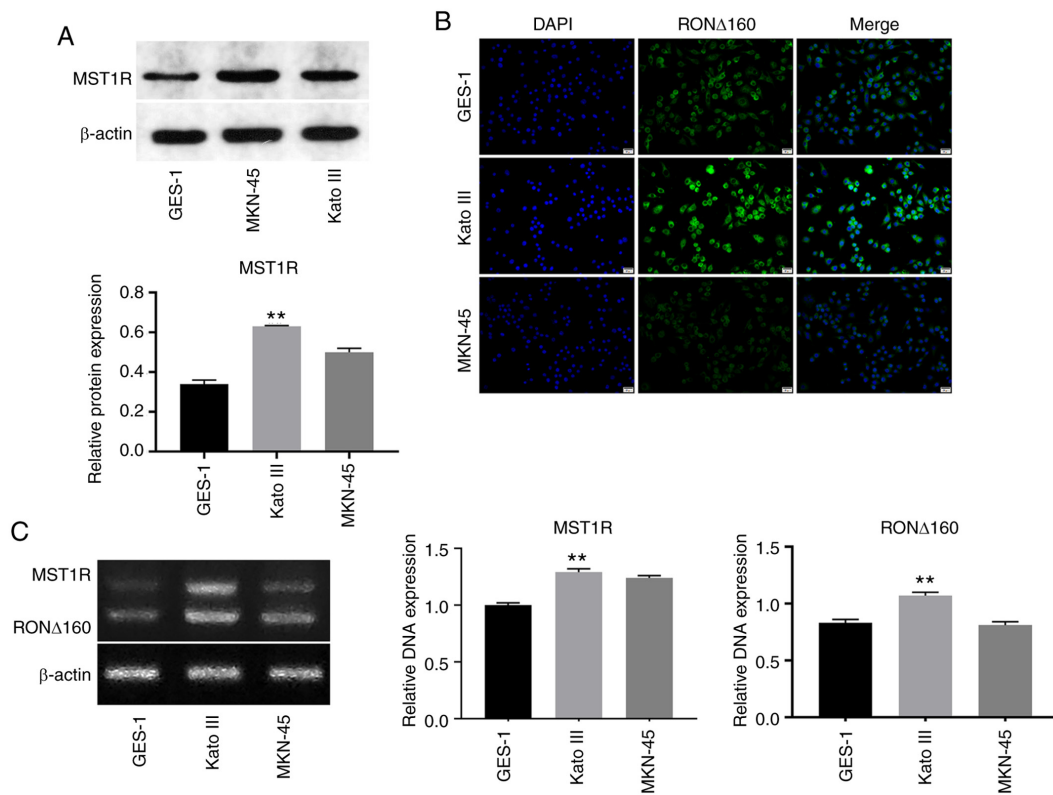 A
MST1R
β-actin
GES-1
MKN-45
Kato III
MST1R
Relative protein expression
0.8
0.6
0.4
0.2
0.0
**
GES-1
Kato III
MKN-45
B
DAPI
RONΔ160
Merge
GES-1
Kato III
MKN-45
C
MST1R
RONΔ160
β-actin
GES-1
Kato III
MKN-45
MST1R
Relative DNA expression
1.5
1.0
0.5
0.0
**
GES-1
Kato III
MKN-45
RONΔ160
Relative DNA expression
1.5
1.0
0.5
0.0
**
GES-1
Kato III
MKN-45